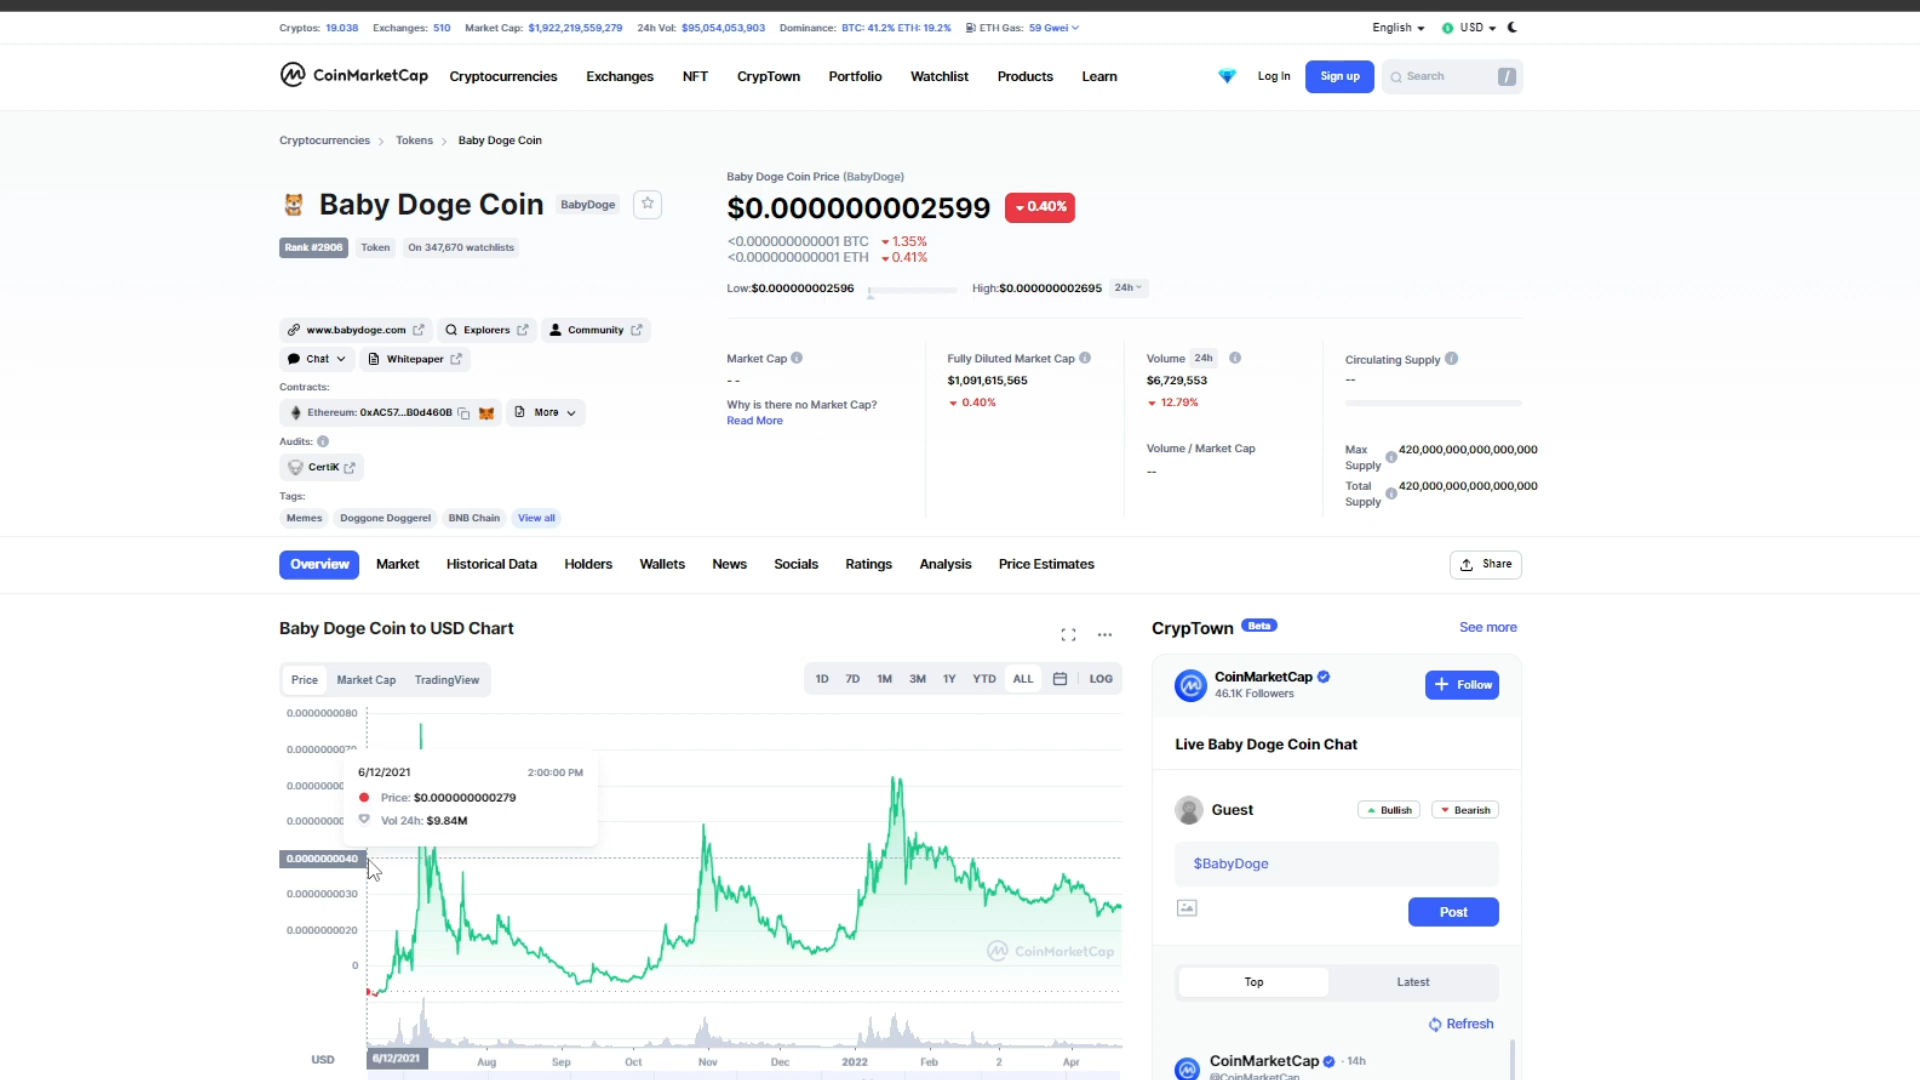 Cryptos: 19.038 Exchanges: 510 Market Cap: $1,922,219,559,279 24h Vol: $95,054,053,903 Dominance: BTC: 41.2% ETH: 19.2% ETH Gas: 59 Gwei English USD
CoinMarketCap Cryptocurrencies Exchanges NFT CrypTown Portfolio Watchlist Products Learn Log In Sign up Search /
Cryptocurrencies Tokens Baby Doge Coin
Baby Doge Coin BabyDoge
Rank #2906 Token On 347,670 watchlists
Baby Doge Coin Price (BabyDoge)
$0.000000002599 0.40%
<0.000000000001 BTC 1.35%
<0.000000000001 ETH 0.41%
Low:$0.000000002596 High:$0.000000002695 24h
www.babydoge.com Explorers Community
Chat Whitepaper
Contracts:
Ethereum: 0xAC57...B0d460B More
Audits:
CertiK
Tags:
Memes Doggone Doggerel BNB Chain View all
Market Cap
--
Why is there no Market Cap?
Read More
Fully Diluted Market Cap
$1,091,615,565
0.40%
Volume 24h
$6,729,553
12.79%
Volume / Market Cap
--
Circulating Supply
--
Max Supply 420,000,000,000,000,000
Total Supply 420,000,000,000,000,000
Overview Market Historical Data Holders Wallets News Socials Ratings Analysis Price Estimates Share
Baby Doge Coin to USD Chart
Price Market Cap TradingView 1D 7D 1M 3M 1Y YTD ALL LOG
0.0000000080
6/12/2021 2:00:00 PM
Price: $0.000000000279
Vol 24h: $9.84M
0.0000000040
0.0000000030
0.0000000020
0
CoinMarketCap
USD 6/12/2021 Aug Sep Oct Nov Dec 2022 Feb 2 Apr
CrypTown Beta See more
CoinMarketCap
46.1K Followers
Follow
Live Baby Doge Coin Chat
Guest Bullish Bearish
$BabyDoge
Post
Top Latest
Refresh
CoinMarketCap · 14h
@CoinMarketCap